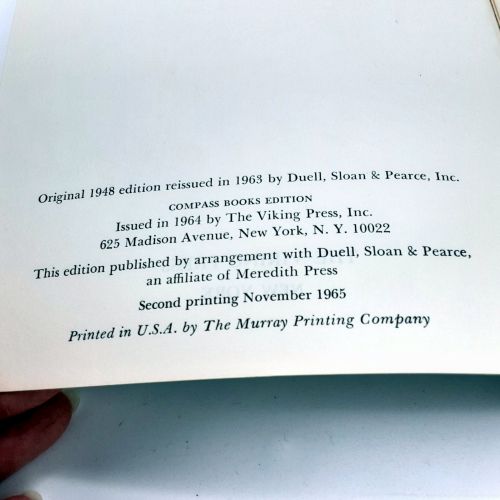 Original 1948 edition reissued in 1963 by Duell, Sloan & Pearce, Inc.
COMPASS BOOKS EDITION
Issued in 1964 by The Viking Press, Inc.
625 Madison Avenue, New York, N. Y. 10022
This edition published by arrangement with Duell, Sloan & Pearce,
an affiliate of Meredith Press
Second printing November 1965
Printed in U.S.A. by The Murray Printing Company